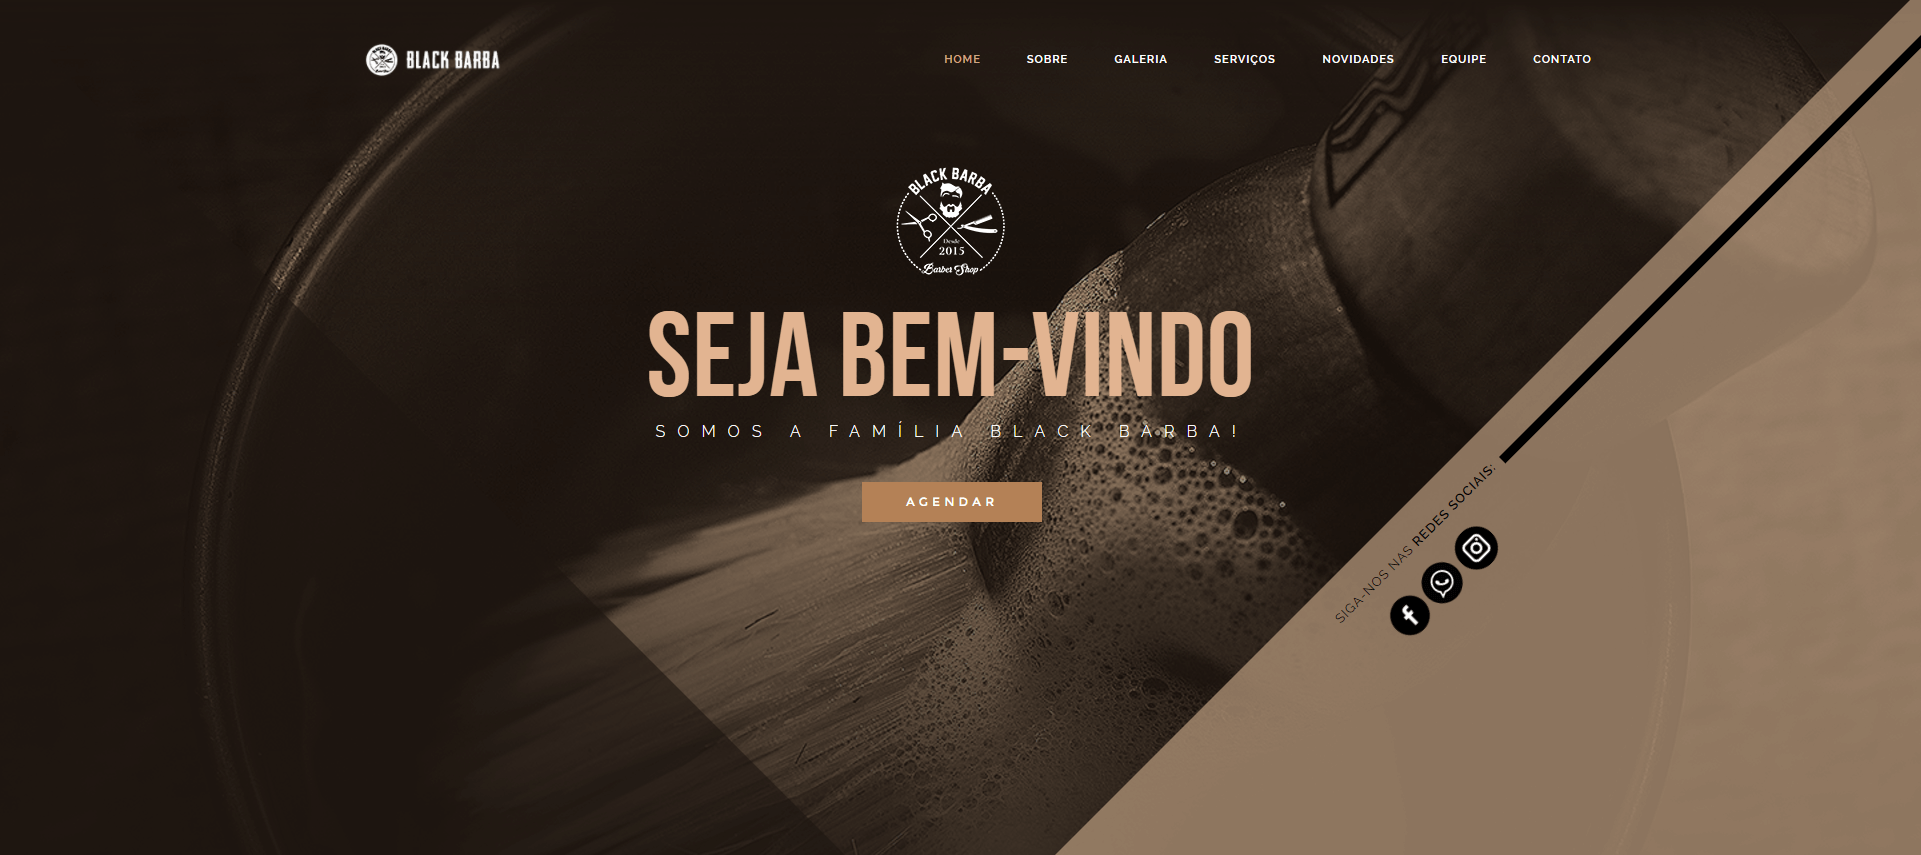 BLACK BARBA
HOME SOBRE GALERIA SERVIÇOS NOVIDADES EQUIPE CONTATO
BLACK BARBA
Desde
2015
Barber Shop
SEJA BEM-VINDO
SOMOS A FAMÍLIA BLACK BARBA!
AGENDAR
SIGA-NOS NAS REDES SOCIAIS: